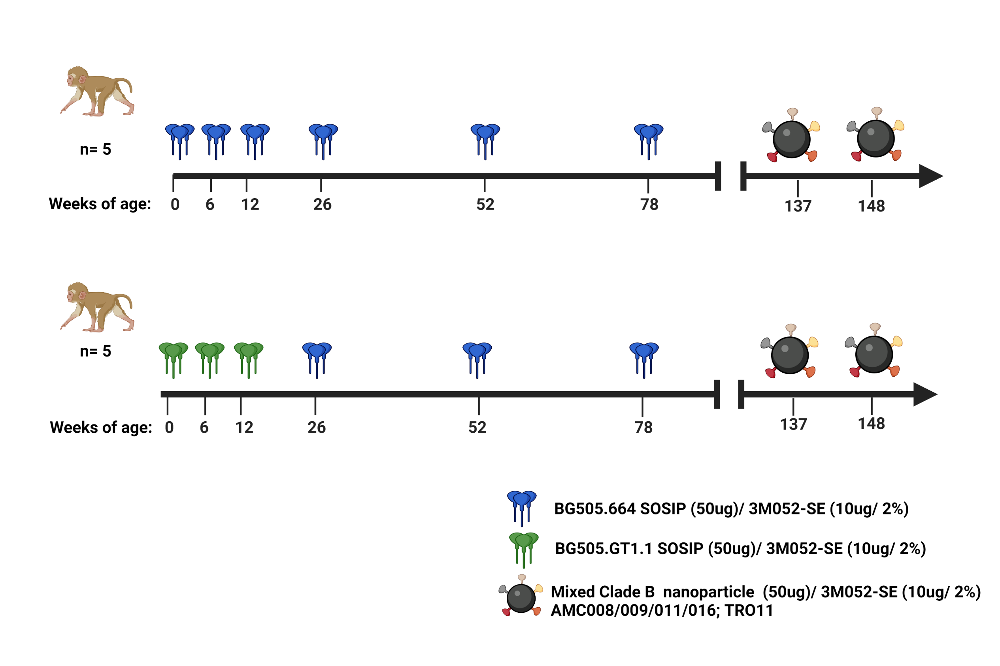 n= 5
Weeks of age: 0 6 12 26 52 78 137 148
n= 5
Weeks of age: 0 6 12 26 52 78 137 148
BG505.664 SOSIP (50ug)/ 3M052-SE (10ug/ 2%)
BG505.GT1.1 SOSIP (50ug)/ 3M052-SE (10ug/ 2%)
Mixed Clade B nanoparticle (50ug)/ 3M052-SE (10ug/ 2%)
AMC008/009/011/016; TRO11